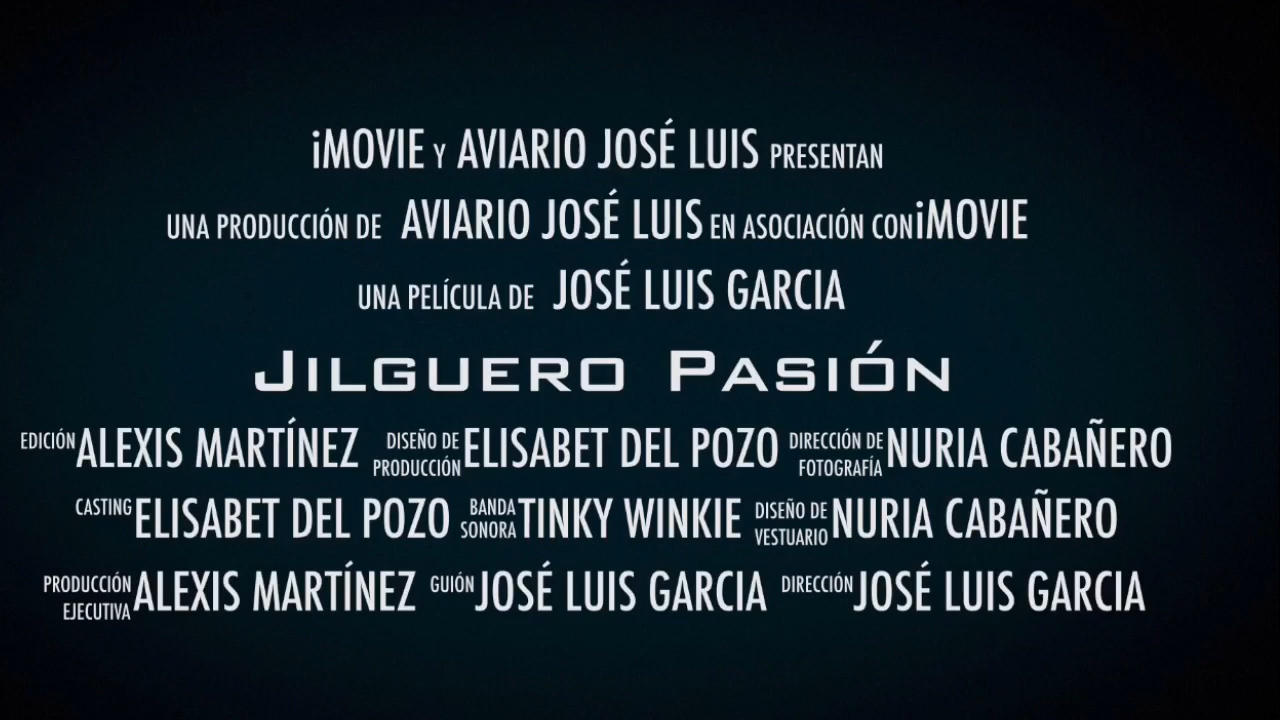 iMOVIE Y AVIARIO JOSÉ LUIS PRESENTAN
UNA PRODUCCIÓN DE AVIARIO JOSÉ LUIS EN ASOCIACIÓN CON iMOVIE
UNA PELÍCULA DE JOSÉ LUIS GARCIA
JILGUERO PASIÓN
EDICIÓN ALEXIS MARTÍNEZ DISEÑO DE PRODUCCIÓN ELISABET DEL POZO DIRECCIÓN DE FOTOGRAFÍA NURIA CABAÑERO
CASTING ELISABET DEL POZO BANDA SONORA TINKY WINKIE DISEÑO DE VESTUARIO NURIA CABAÑERO
PRODUCCIÓN EJECUTIVA ALEXIS MARTÍNEZ GUIÓN JOSÉ LUIS GARCIA DIRECCIÓN JOSÉ LUIS GARCIA